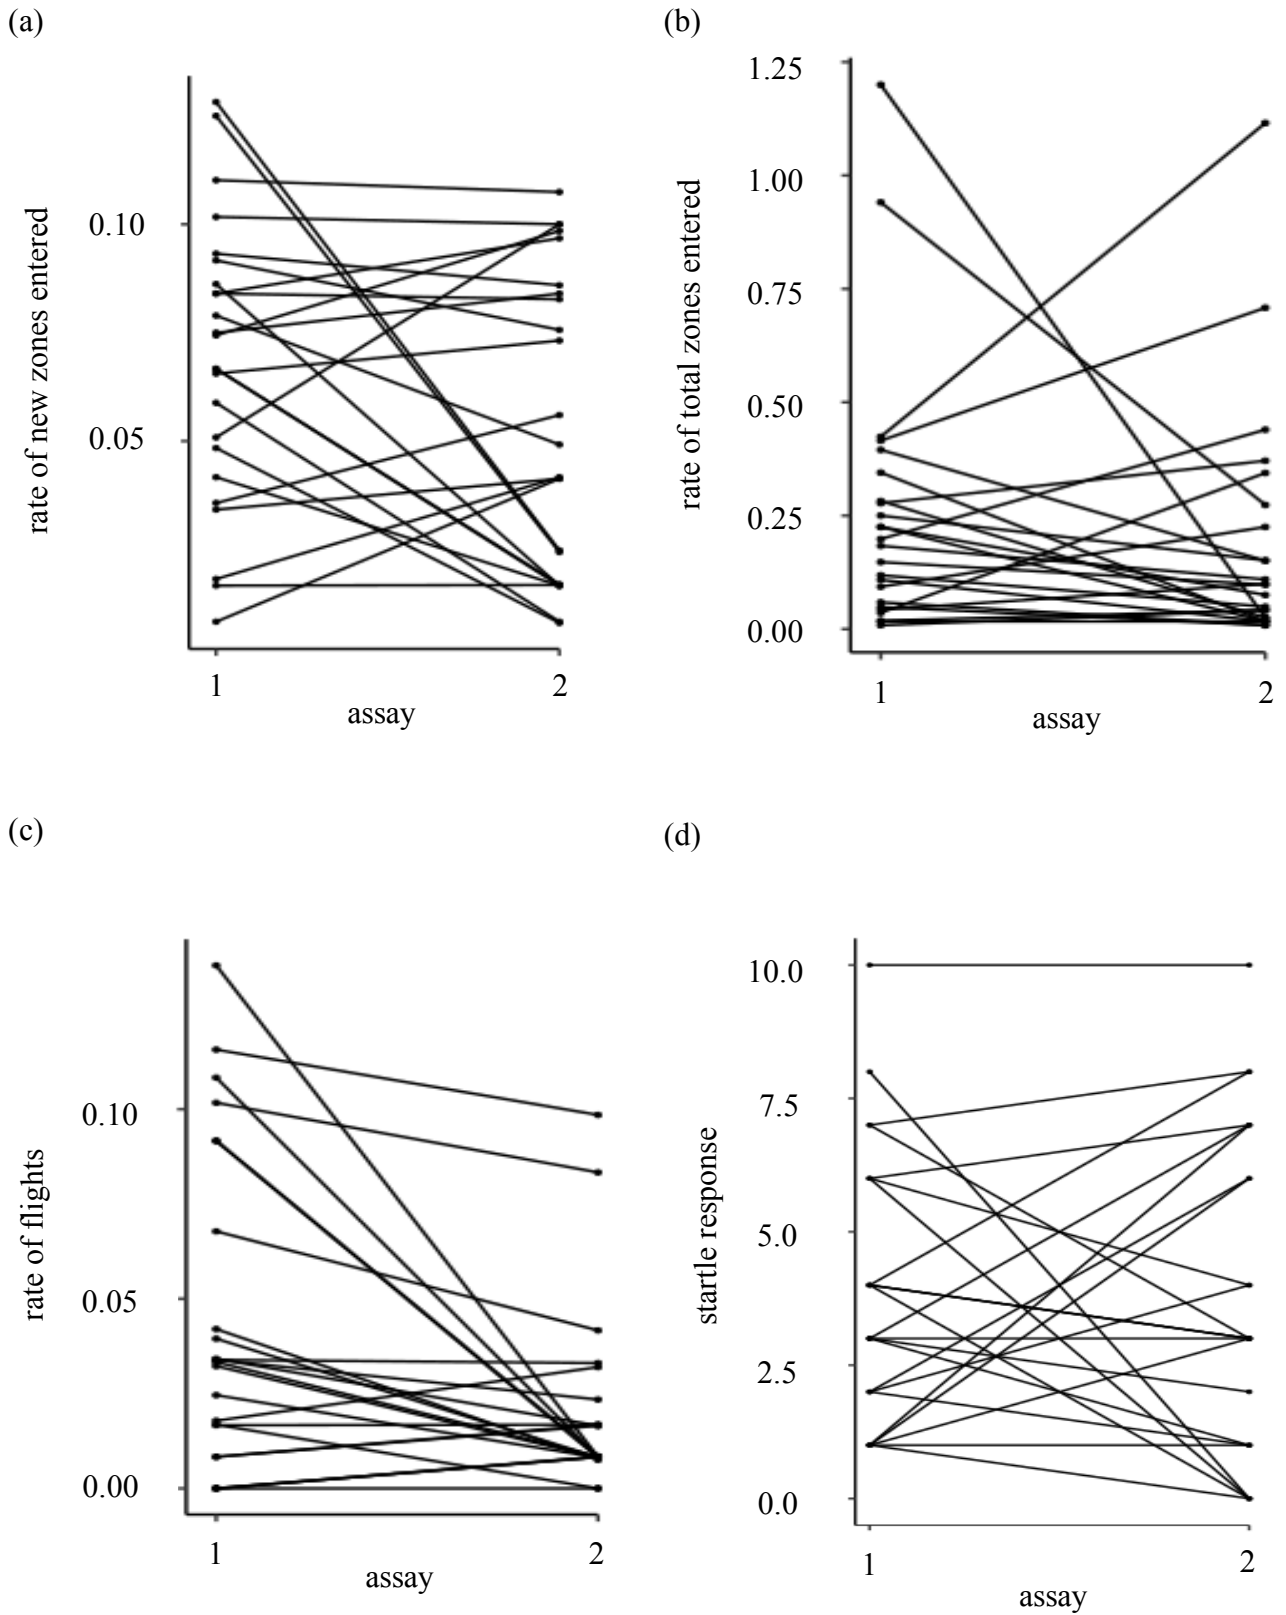 (a)
rate of new zones entered
0.10
0.05
1
2
assay
(b)
rate of total zones entered
1.25
1.00
0.75
0.50
0.25
0.00
1
2
assay
(c)
rate of flights
0.10
0.05
0.00
1
2
assay
(d)
startle response
10.0
7.5
5.0
2.5
0.0
1
2
assay